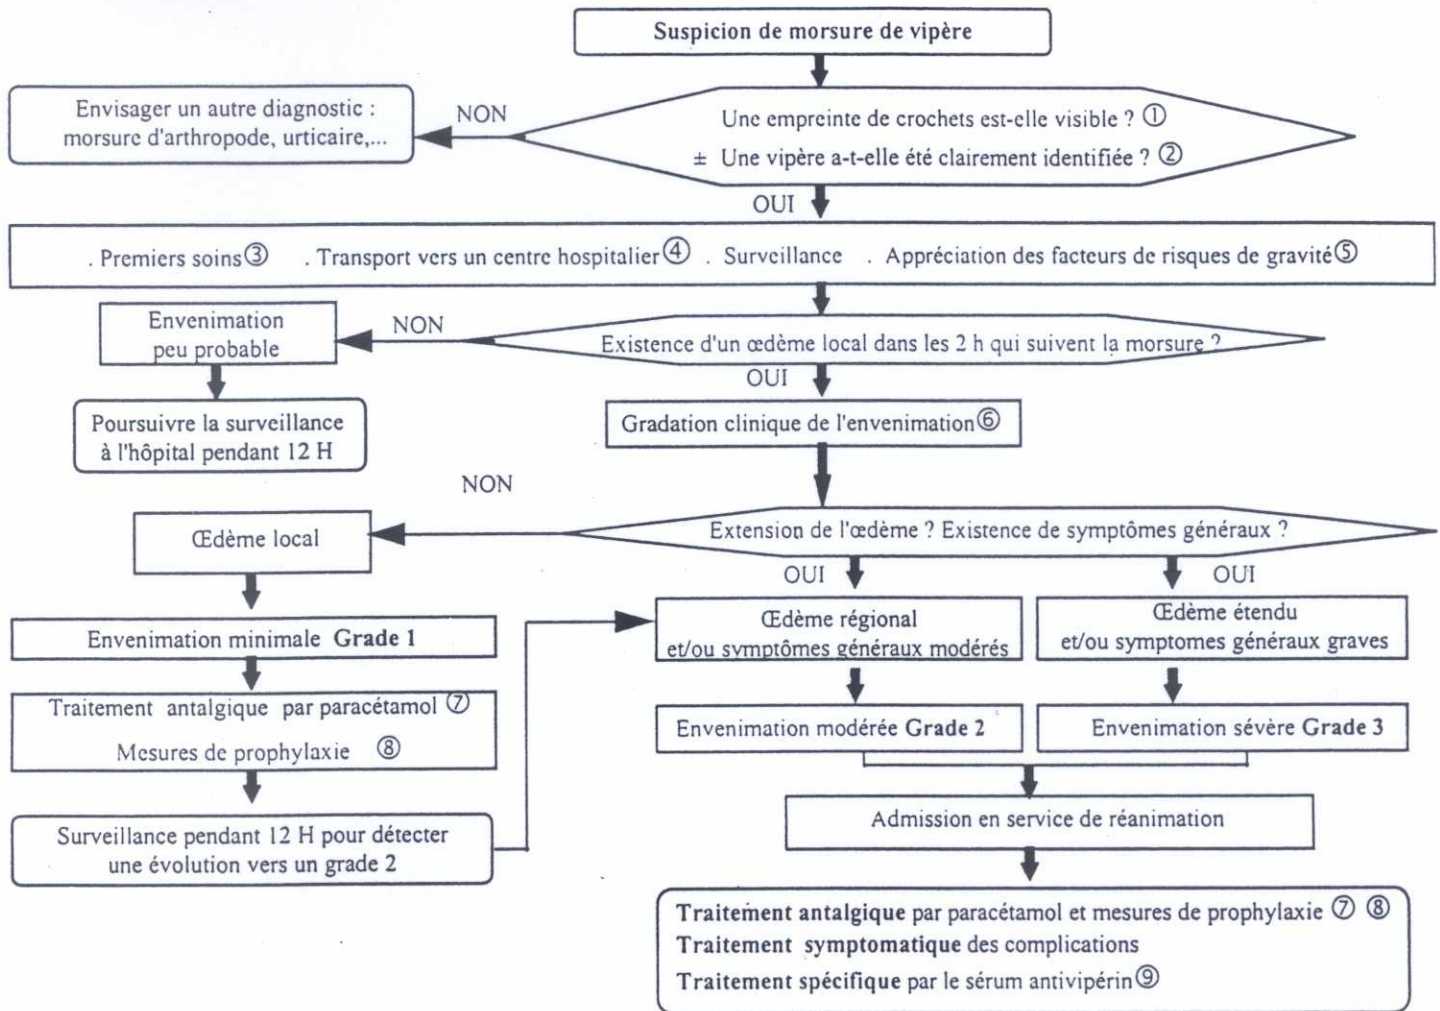 Suspicion de morsure de vipère
Une empreinte de crochets est-elle visible ? ①
± Une vipère a-t-elle été clairement identifiée ? ②
NON
Envisager un autre diagnostic :
morsure d'arthropode, urticaire,...
OUI
. Premiers soins③ . Transport vers un centre hospitalier④ . Surveillance . Appréciation des facteurs de risques de gravité⑤
Existence d'un œdème local dans les 2 h qui suivent la morsure ?
NON
Envenimation
peu probable
Poursuivre la surveillance
à l'hôpital pendant 12 H
OUI
Gradation clinique de l'envenimation⑥
Extension de l'œdème ? Existence de symptômes généraux ?
NON
Œdème local
Envenimation minimale Grade 1
Traitement antalgique par paracétamol ⑦
Mesures de prophylaxie ⑧
Surveillance pendant 12 H pour détecter
une évolution vers un grade 2
OUI
Œdème régional
et/ou symptômes généraux modérés
Envenimation modérée Grade 2
OUI
Œdème étendu
et/ou symptomes généraux graves
Envenimation sévère Grade 3
Admission en service de réanimation
Traitement antalgique par paracétamol et mesures de prophylaxie ⑦ ⑧
Traitement symptomatique des complications
Traitement spécifique par le sérum antivipérin⑨